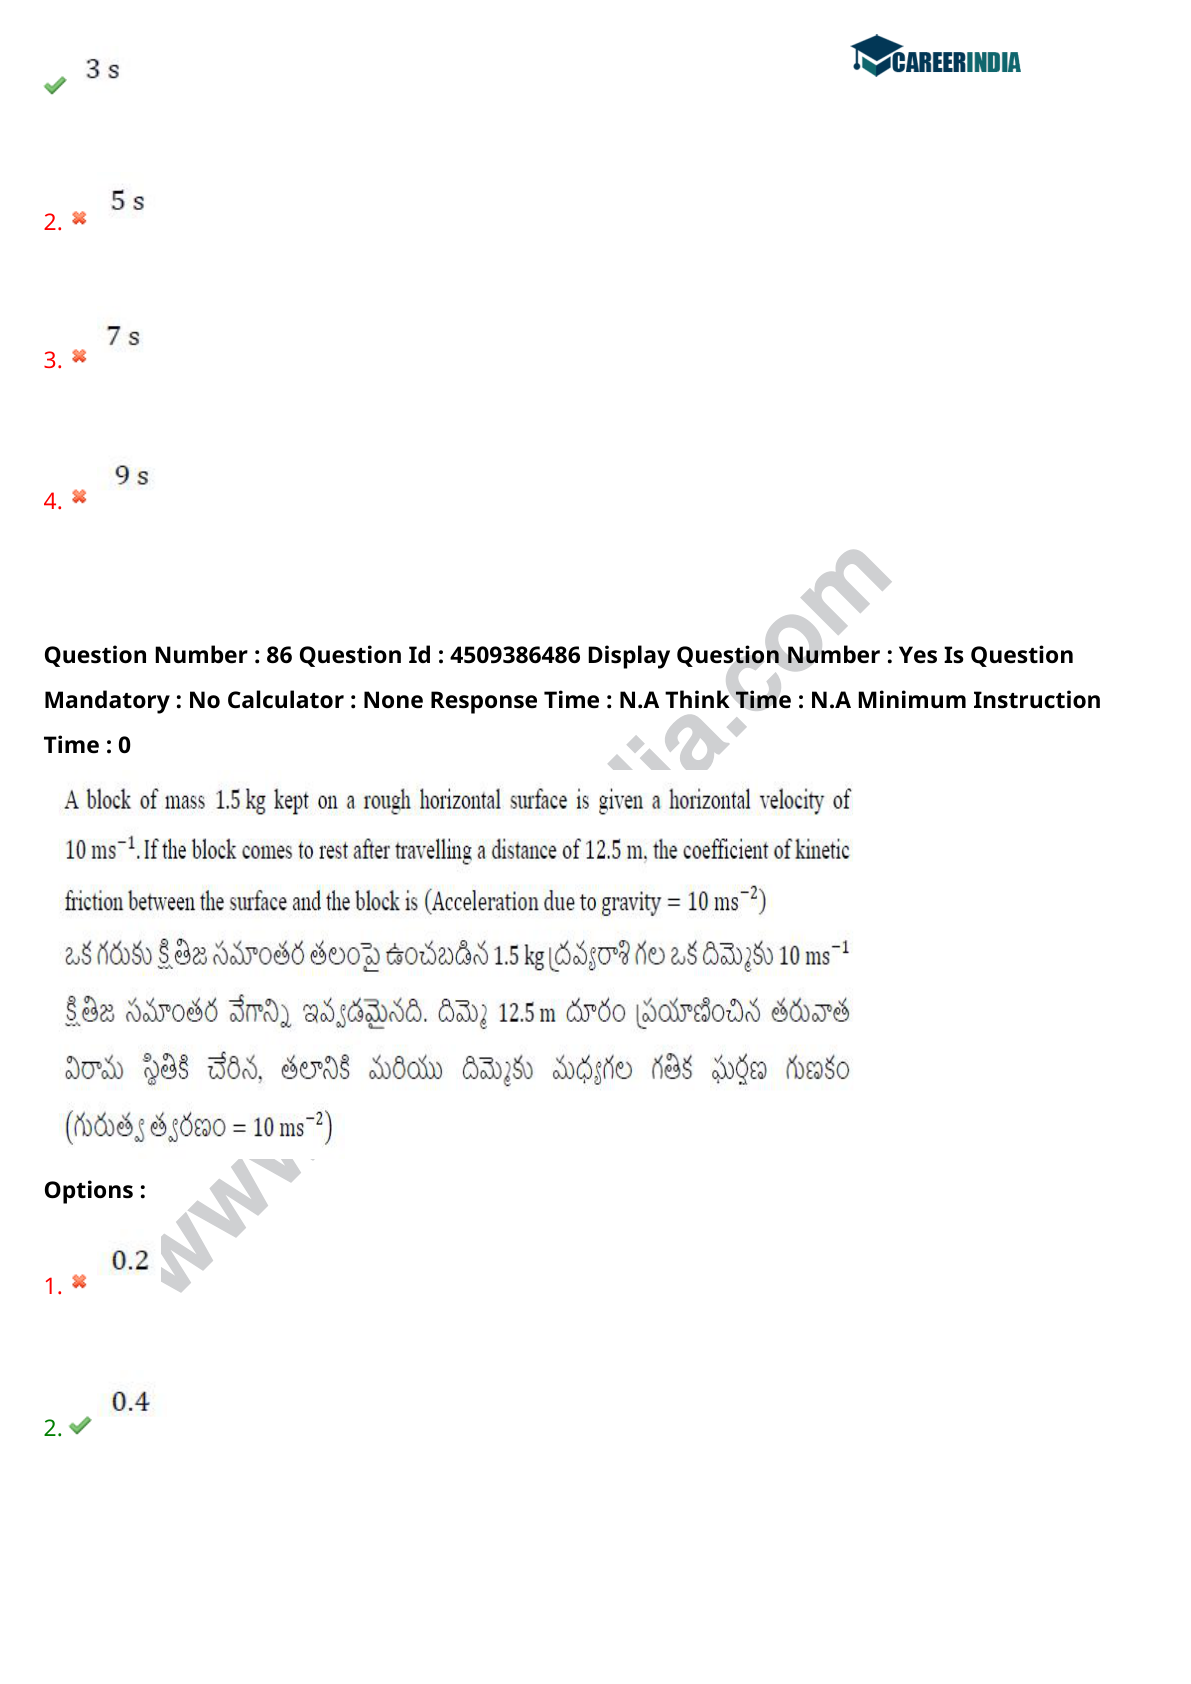 CAREERINDIA
3 s
2. 5 s
3. 7 s
4. 9 s
Question Number : 86 Question Id : 4509386486 Display Question Number : Yes Is Question
Mandatory : No Calculator : None Response Time : N.A Think Time : N.A Minimum Instruction
Time : 0
A block of mass 1.5 kg kept on a rough horizontal surface is given a horizontal velocity of
10 ms⁻¹. If the block comes to rest after travelling a distance of 12.5 m, the coefficient of kinetic
friction between the surface and the block is (Acceleration due to gravity = 10 ms⁻²)
ఒక గరుకు క్షితిజ సమాంతర తలంపై ఉంచబడిన 1.5 kg ద్రవ్యరాశి గల ఒక దిమ్మెకు 10 ms⁻¹
క్షితిజ సమాంతర వేగాన్ని ఇవ్వడమైనది. దిమ్మె 12.5 m దూరం ప్రయాణించిన తరువాత
విరామ స్థితికి చేరిన, తలానికి మరియు దిమ్మెకు మధ్యగల గతిక ఘర్షణ గుణకం
(గురుత్వ త్వరణం = 10 ms⁻²)
Options :
1. 0.2
2. 0.4